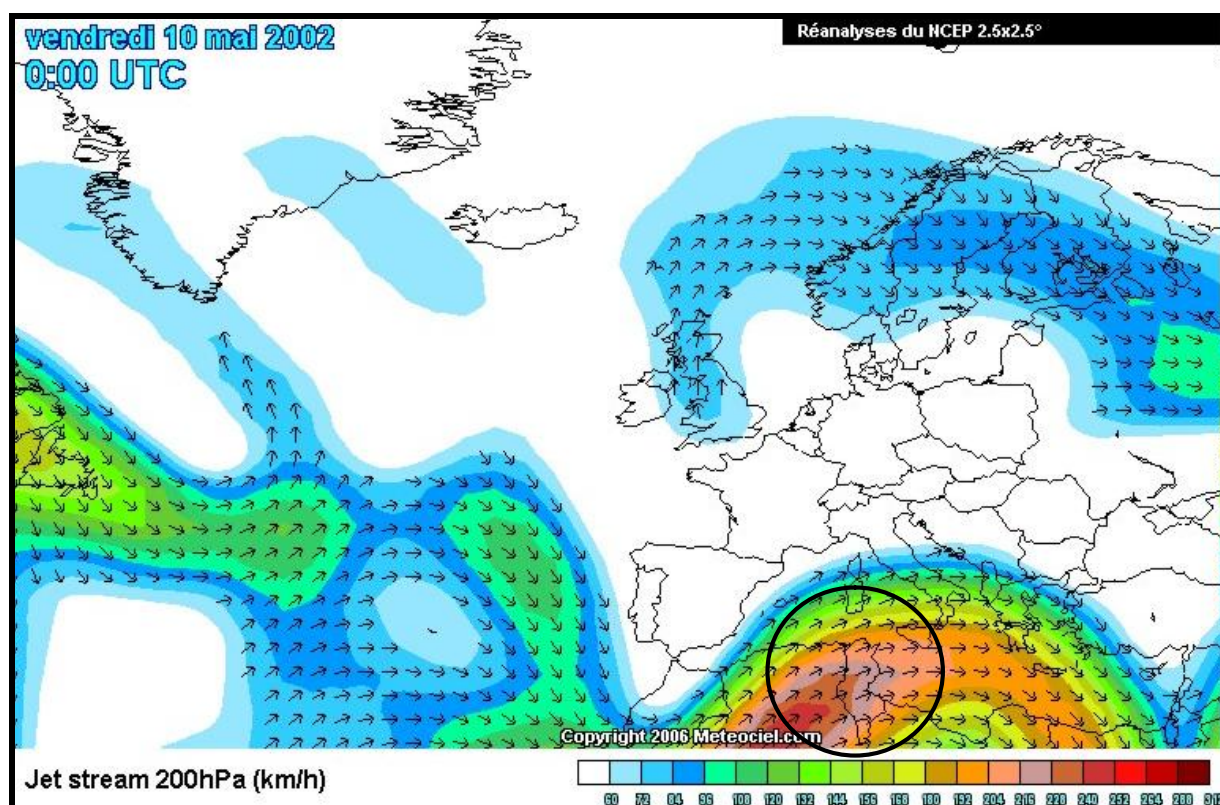 vendredi 10 mai 2002
0:00 UTC
Réanalyses du NCEP 2.5x2.5°
Copyright 2006 Meteociel.com
Jet stream 200hPa (km/h)
60 72 84 96 108 120 132 144 156 168 180 192 204 216 228 240 252 264 280